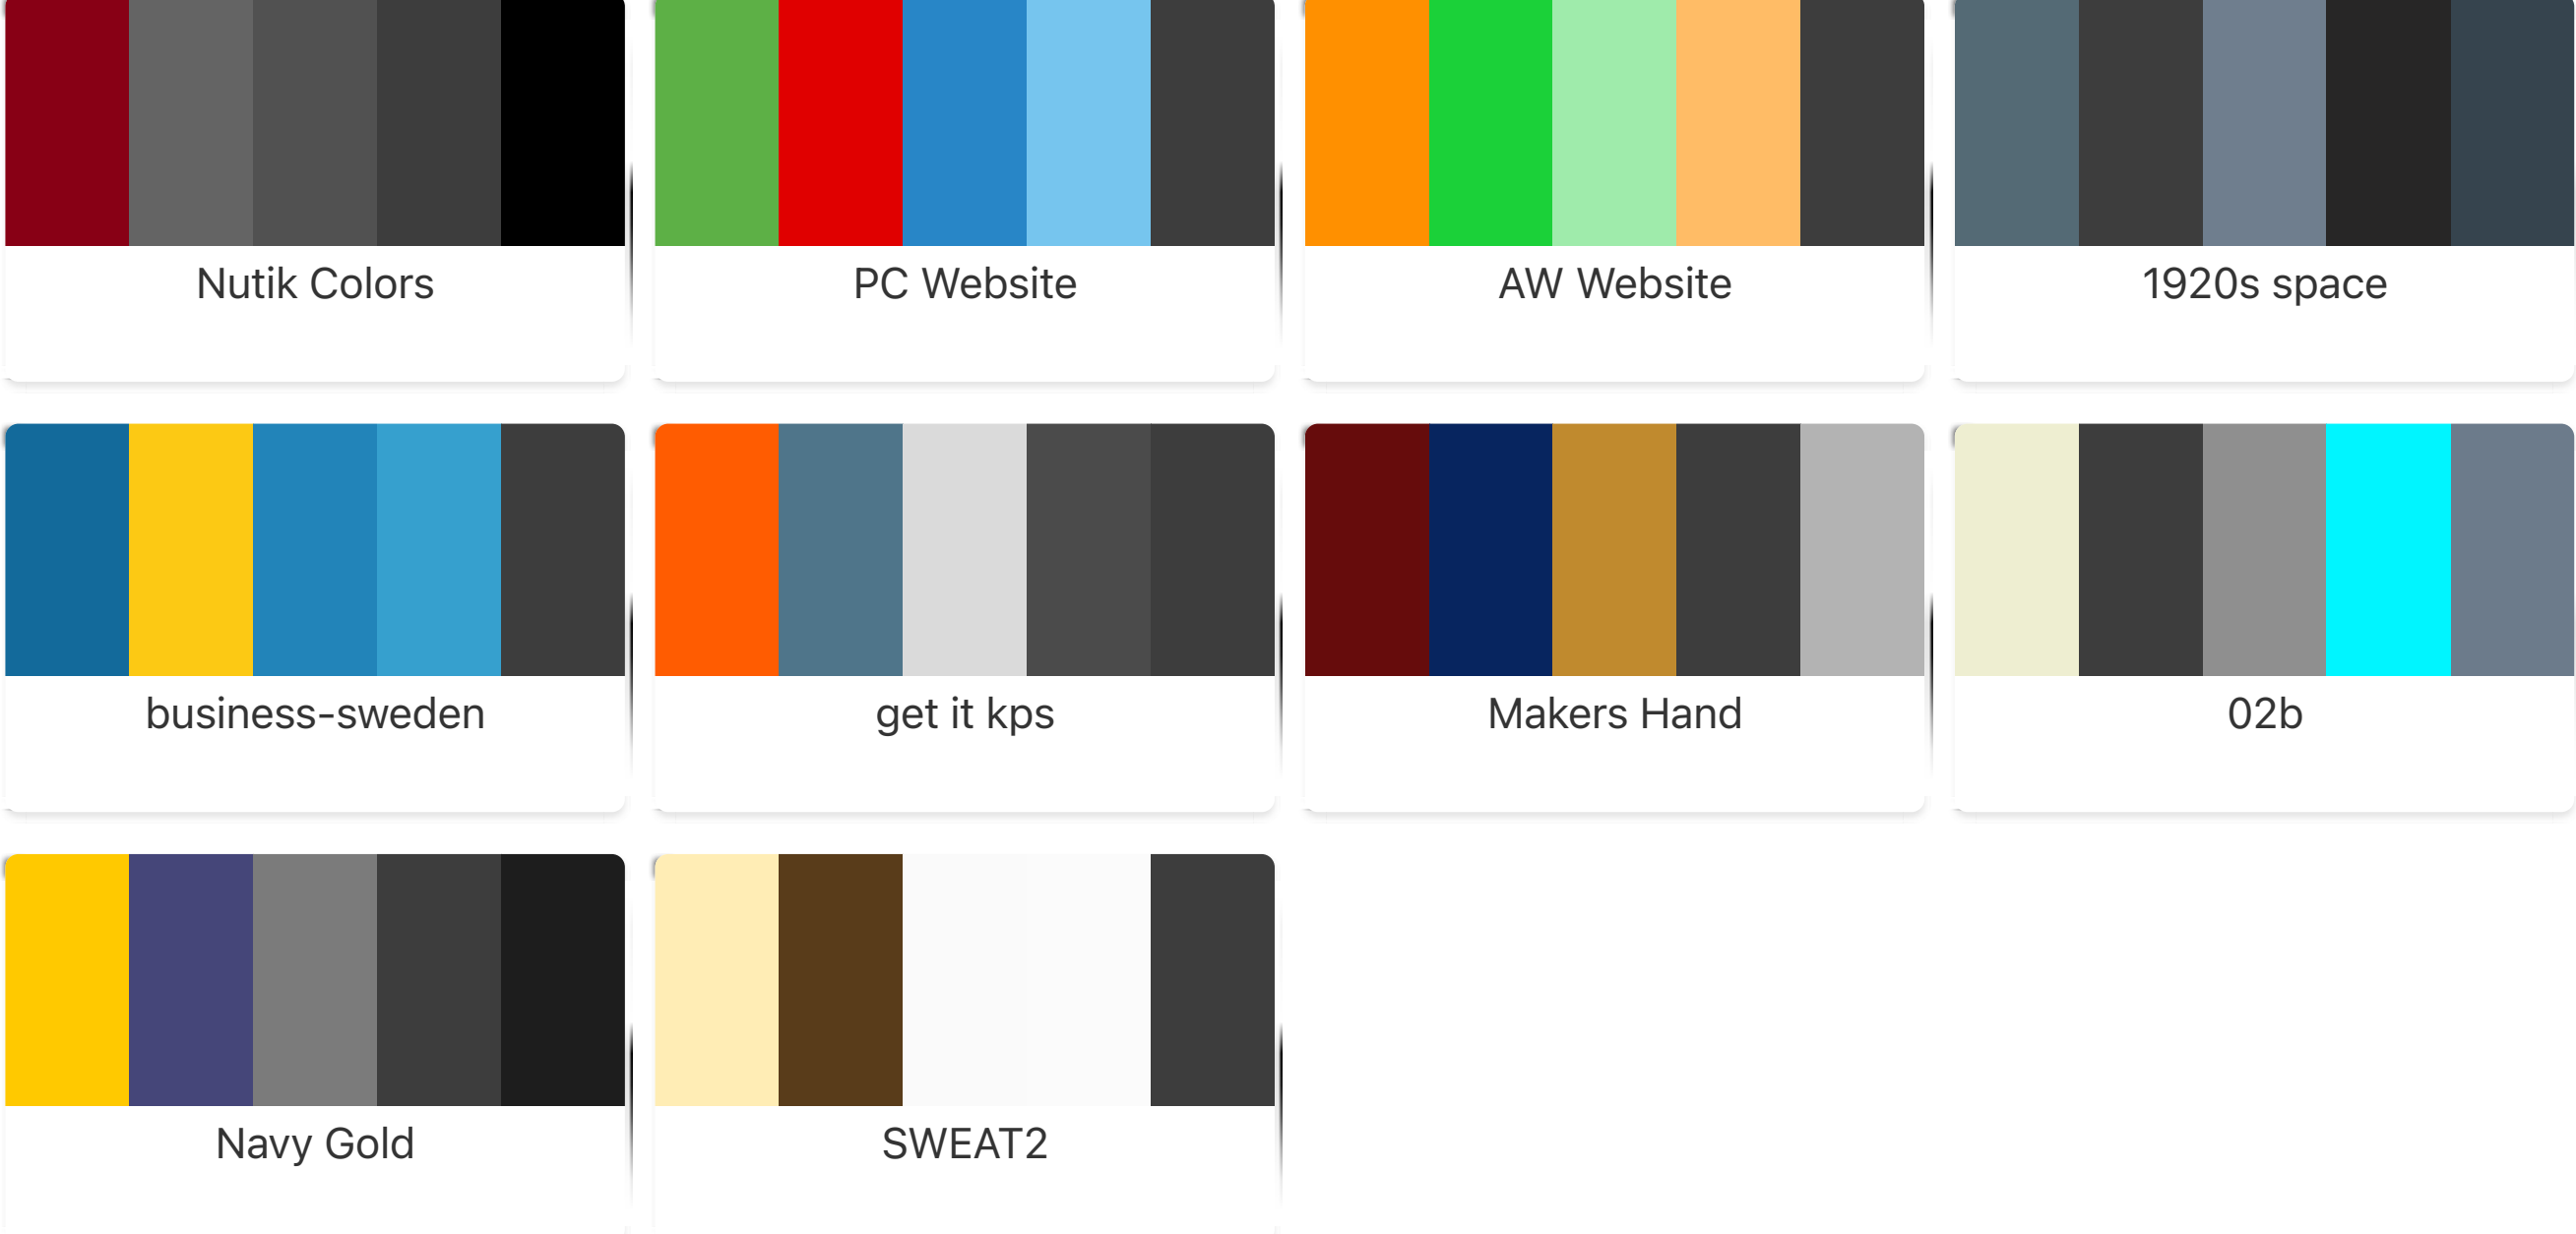 Nutik Colors
PC Website
AW Website
1920s space
business-sweden
get it kps
Makers Hand
02b
Navy Gold
SWEAT2